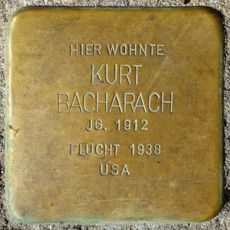 HIER WOHNTE
KURT
BACHARACH
JG. 1912
FLUCHT 1938
USA